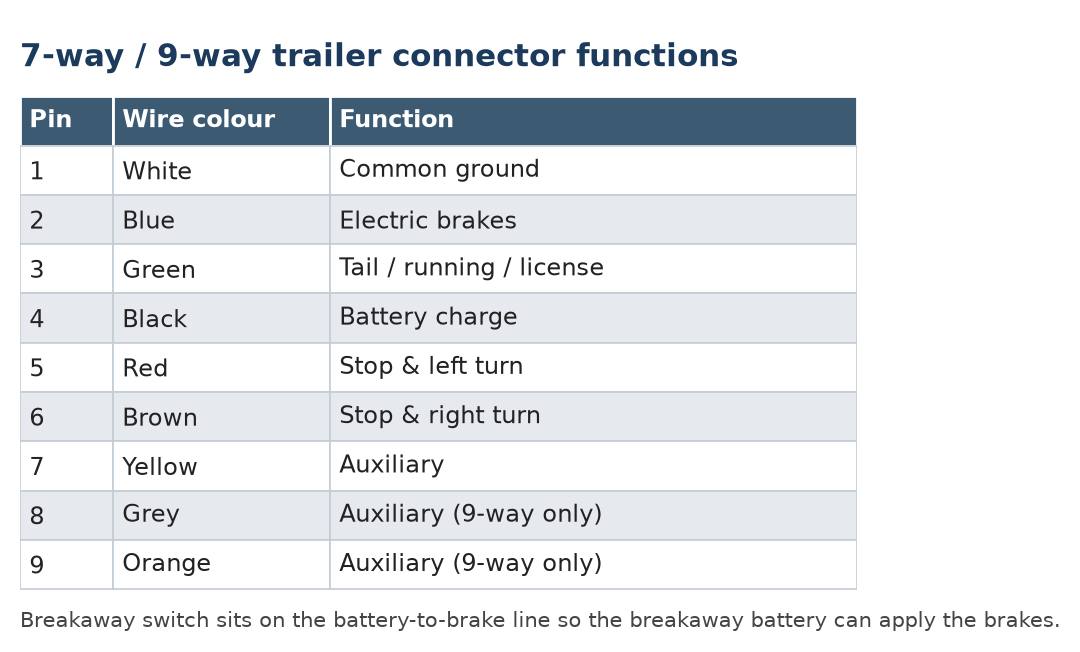 7-way / 9-way trailer connector functions
Pin Wire colour Function
1 White Common ground
2 Blue Electric brakes
3 Green Tail / running / license
4 Black Battery charge
5 Red Stop & left turn
6 Brown Stop & right turn
7 Yellow Auxiliary
8 Grey Auxiliary (9-way only)
9 Orange Auxiliary (9-way only)
Breakaway switch sits on the battery-to-brake line so the breakaway battery can apply the brakes.